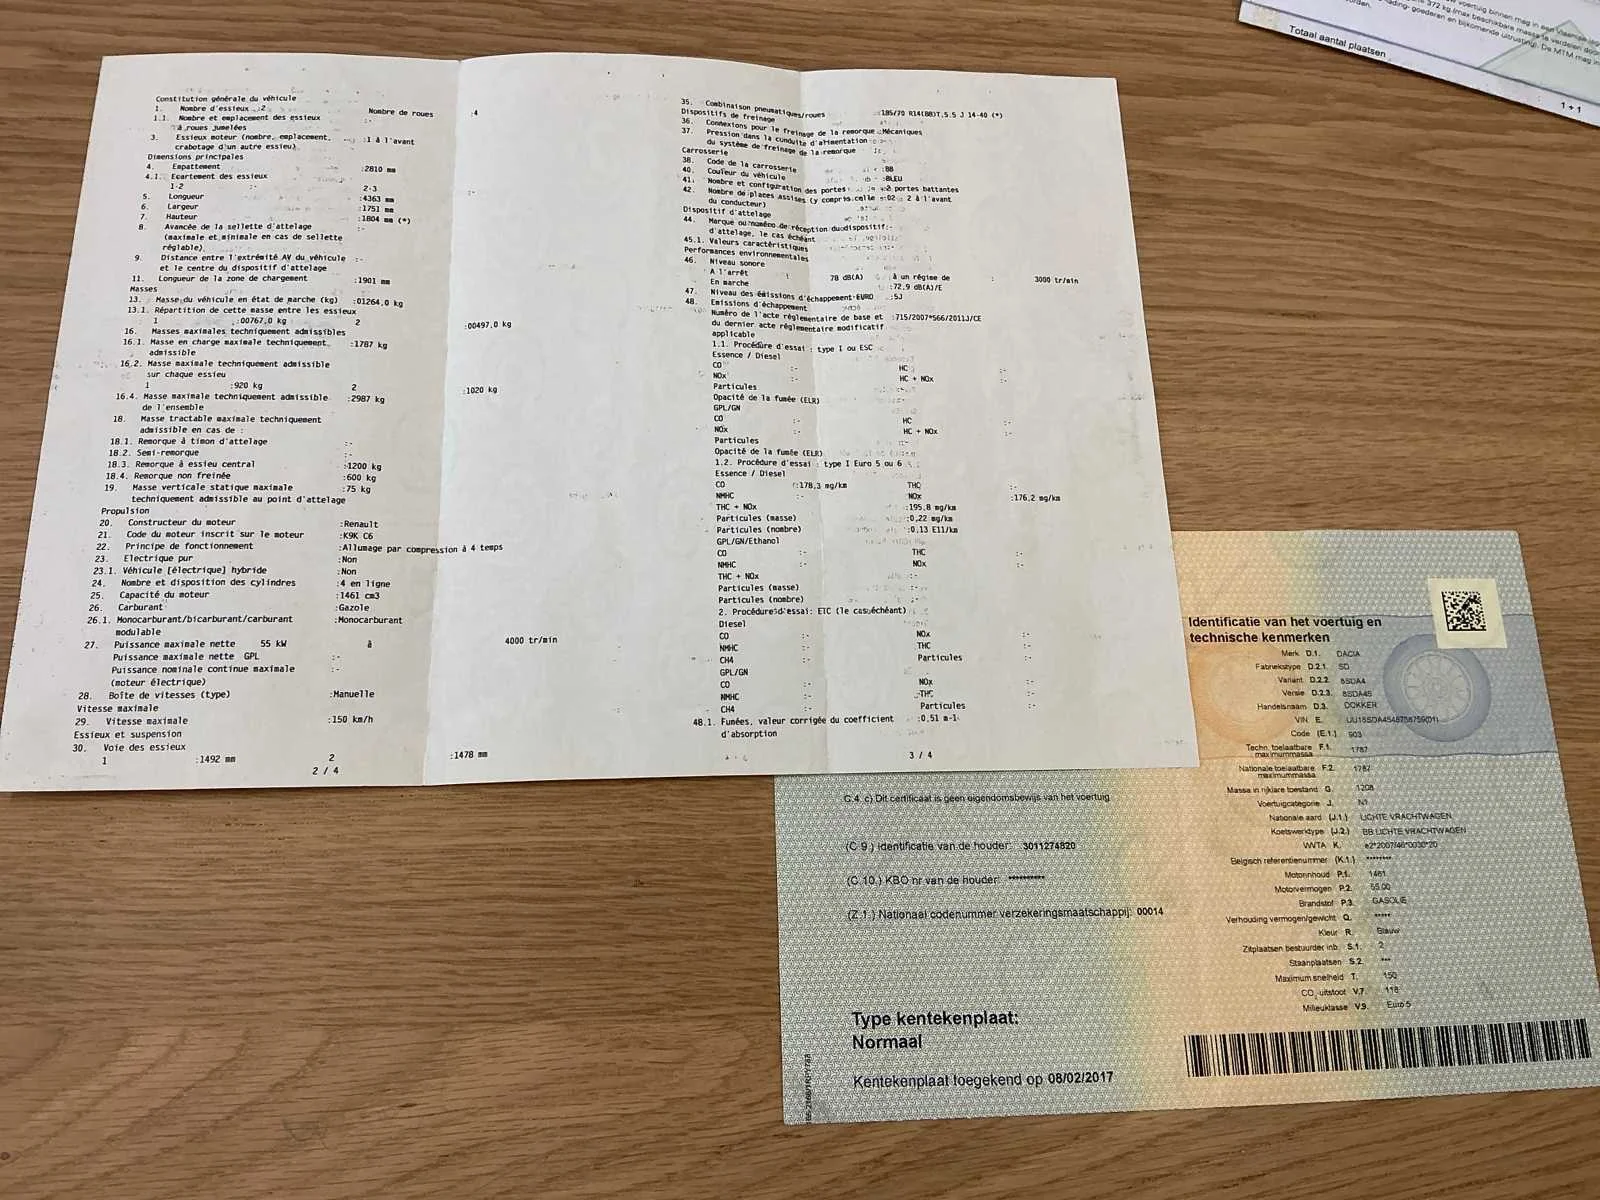 Constitution générale du véhicule
1. Nombre d'essieux :2 Nombre de roues :4
1.1. Nombre et emplacement des essieux :-
à roues jumelées
3. Essieux moteur (nombre, emplacement, :1 à l'avant
crabotage d'un autre essieu)
Dimensions principales
4. Empattement :2810 mm
4.1. Ecartement des essieux
1-2 :- 2-3 :-
5. Longueur :4363 mm
6. Largeur :1751 mm
7. Hauteur :1804 mm (*)
8. Avancée de la sellette d'attelage :-
(maximale et minimale en cas de sellette
réglable)
9. Distance entre l'extrémité AV du véhicule :-
et le centre du dispositif d'attelage
11. Longueur de la zone de chargement :1901 mm
Masses
13. Masse du véhicule en état de marche (kg) :01264,0 kg
13.1. Répartition de cette masse entre les essieux
1 :00767,0 kg 2 :00497,0 kg
16. Masses maximales techniquement admissibles
16.1. Masse en charge maximale techniquement :1787 kg
admissible
16.2. Masse maximale techniquement admissible
sur chaque essieu
1 :920 kg 2 :1020 kg
16.4. Masse maximale techniquement admissible :2987 kg
de l'ensemble
18. Masse tractable maximale techniquement
admissible en cas de :
18.1. Remorque à timon d'attelage :-
18.2. Semi-remorque :-
18.3. Remorque à essieu central :1200 kg
18.4. Remorque non freinée :600 kg
19. Masse verticale statique maximale :75 kg
techniquement admissible au point d'attelage
Propulsion
20. Constructeur du moteur :Renault
21. Code du moteur inscrit sur le moteur :K9K C6
22. Principe de fonctionnement :Allumage par compression à 4 temps
23. Electrique pur :Non
23.1. Véhicule [électrique] hybride :Non
24. Nombre et disposition des cylindres :4 en ligne
25. Capacité du moteur :1461 cm3
26. Carburant :Gazole
26.1. Monocarburant/bicarburant/carburant :Monocarburant
modulable
27. Puissance maximale nette 55 kW à 4000 tr/min
Puissance maximale nette GPL :-
Puissance nominale continue maximale :-
(moteur électrique)
28. Boîte de vitesses (type) :Manuelle
Vitesse maximale
29. Vitesse maximale :150 km/h
Essieux et suspension
30. Voie des essieux
1 :1492 mm 2 :1478 mm
2 / 4
35. Combinaison pneumatiques/roues :185/70 R14(88)T,5.5 J 14-40 (*)
Dispositifs de freinage
36. Connexions pour le freinage de la remorque :Mécaniques
37. Pression dans la conduite d'alimentation
du système de freinage de la remorque
Carrosserie
38. Code de la carrosserie :BB
40. Couleur du véhicule :BLEU
41. Nombre et configuration des portes portes battantes
42. Nombre de places assises (y compris celle :02 2 à l'avant
du conducteur)
Dispositif d'attelage
44. Marque ou numéro de réception du dispositif:-
d'attelage, le cas échéant
45.1. Valeurs caractéristiques
Performances environnementales
46. Niveau sonore
A l'arrêt 78 dB(A) à un régime de : 3000 tr/min
En marche :72.9 dB(A)/E
47. Niveau des émissions d'échappement EURO :5J
48. Emissions d'échappement
Numéro de l'acte réglementaire de base et :715/2007*566/2011J/CE
du dernier acte réglementaire modificatif
applicable
1.1. Procédure d'essai : type I ou ESC
Essence / Diesel
CO :- HC :-
NOx :- HC + NOx :-
Particules :-
Opacité de la fumée (ELR)
GPL/GN
CO :- HC :-
NOx :- HC + NOx :-
Particules :-
Opacité de la fumée (ELR)
1.2. Procédure d'essai : type I Euro 5 ou 6
Essence / Diesel
CO :178,3 mg/km THC :-
NMHC :- NOx :176,2 mg/km
THC + NOx :195,8 mg/km
Particules (masse) :0,22 mg/km
Particules (nombre) :0,13 E11/km
GPL/GN/Ethanol
CO :- THC :-
NMHC :- NOx :-
THC + NOx :-
Particules (masse) :-
Particules (nombre) :-
2. Procédure d'essai: ETC (le cas échéant)
Diesel
CO :- NOx :-
NMHC :- THC :-
CH4 :- Particules :-
GPL/GN
CO :- NOx :-
NMHC :- THC :-
CH4 :- Particules :-
48.1. Fumées, valeur corrigée du coefficient :0,51 m-1
d'absorption
3 / 4
Totaal aantal plaatsen
1 + 1
C.4. c) Dit certificaat is geen eigendomsbewijs van het voertuig
(C.9.) Identificatie van de houder: 3011274820
(C.10.) KBO nr van de houder: **********
(Z.1.) Nationaal codenummer verzekeringsmaatschappij: 00014
Type kentekenplaat:
Normaal
Kentekenplaat toegekend op 08/02/2017
Identificatie van het voertuig en
technische kenmerken
Merk D.1. DACIA
Fabriekstype D.2.1. SD
Variant D.2.2. 8SDA4
Versie D.2.3. 8SDA4S
Handelsnaam D.3. DOKKER
VIN E. UU18SDA4548758759(01)
Code (E.1.) 903
Techn. toelaatbare F.1. 1787
maximummassa
Nationale toelaatbare F.2. 1787
maximummassa
Massa in rijklare toestand G. 1208
Voertuigcategorie J. N1
Nationale aard (J.1.) LICHTE VRACHTWAGEN
Koetswerktype (J.2.) BB LICHTE VRACHTWAGEN
WVTA K. e2*2007/46*0030*20
Belgisch referentienummer (K.1.) ********
Motorinhoud P.1. 1461
Motorvermogen P.2. 55.00
Brandstof P.3. GASOLIE
Verhouding vermogen/gewicht Q. *****
Kleur R. Blauw
Zitplaatsen bestuurder inb. S.1. 2
Staanplaatsen S.2. ***
Maximum snelheid T. 150
CO2 uitstoot V.7. 118
Milieuklasse V.9. Euro 5